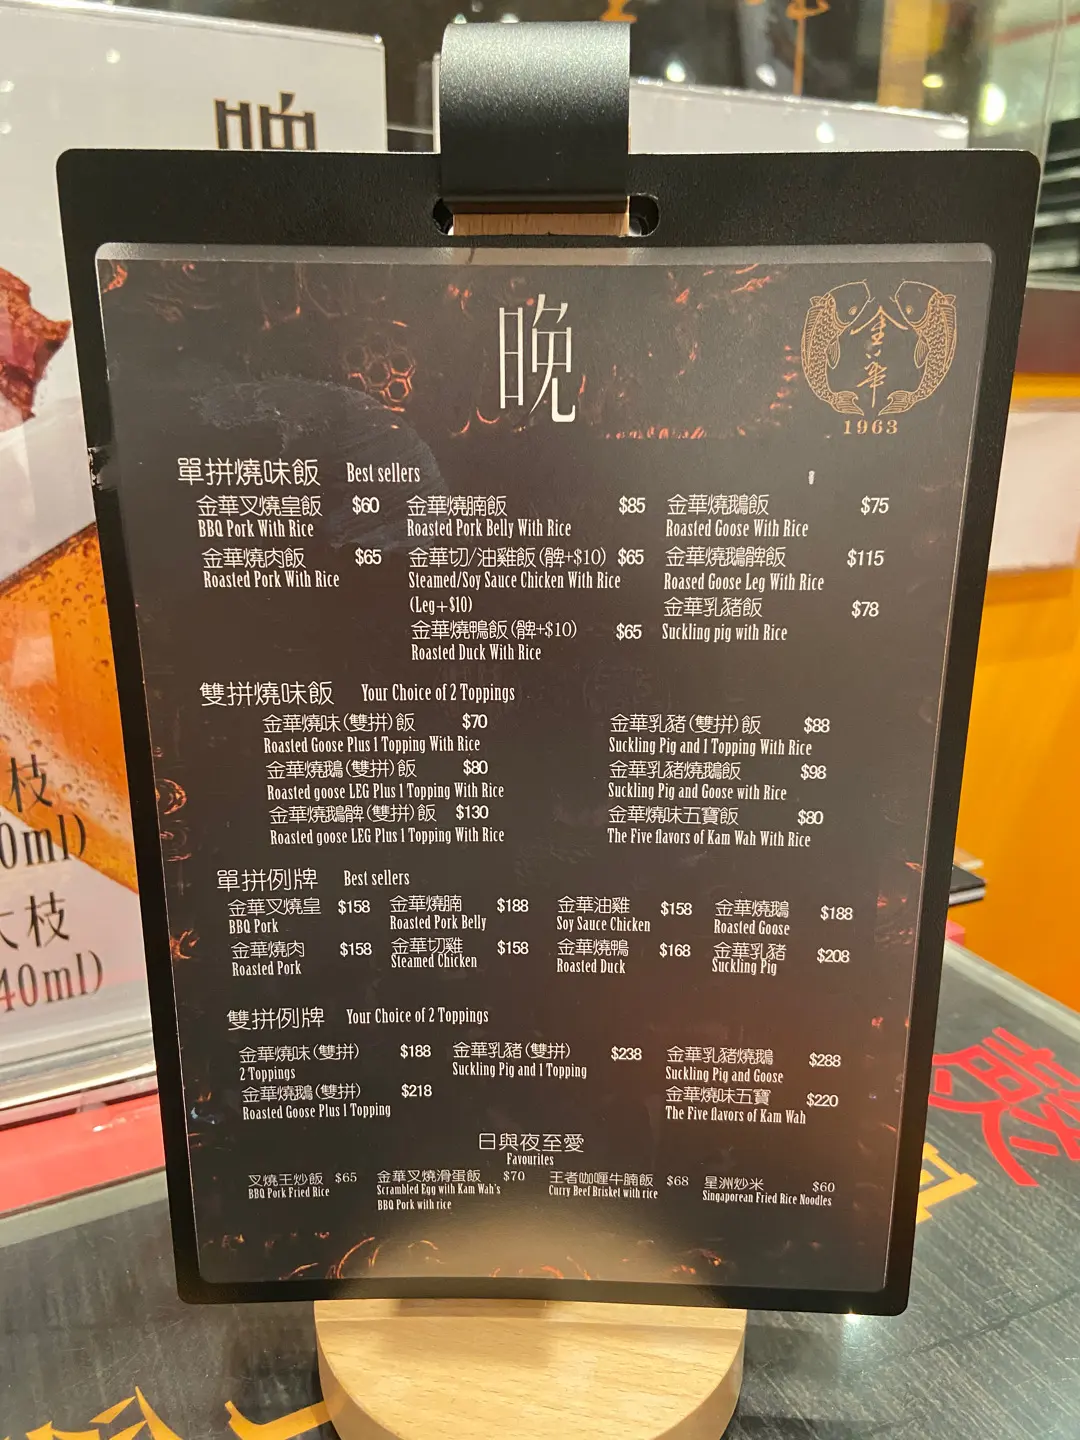 晩
金華
1963
單拼燒味飯 Best sellers
金華叉燒皇飯 $60 金華燒腩飯 $85 金華燒鵝飯 $75
BBQ Pork With Rice Roasted Pork Belly With Rice Roasted Goose With Rice
金華燒肉飯 $65 金華切/油雞飯(髀+$10) $65 金華燒鵝髀飯 $115
Roasted Pork With Rice Steamed/Soy Sauce Chicken With Rice Roased Goose Leg With Rice
(Leg+$10) 金華乳豬飯 $78
金華燒鴨飯(髀+$10) $65 Suckling pig with Rice
Roasted Duck With Rice
雙拼燒味飯 Your Choice of 2 Toppings
金華燒味(雙拼)飯 $70 金華乳豬(雙拼)飯 $88
Roasted Goose Plus 1 Topping With Rice Suckling Pig and 1 Topping With Rice
金華燒鵝(雙拼)飯 $80 金華乳豬燒鵝飯 $98
Roasted goose LEG Plus 1 Topping With Rice Suckling Pig and Goose with Rice
金華燒鵝髀(雙拼)飯 $130 金華燒味五寶飯 $80
Roasted goose LEG Plus 1 Topping With Rice The Five flavors of Kam Wah With Rice
單拼例牌 Best sellers
金華叉燒皇 $158 金華燒腩 $188 金華油雞 $158 金華燒鵝 $188
BBQ Pork Roasted Pork Belly Soy Sauce Chicken Roasted Goose
金華燒肉 $158 金華切雞 $158 金華燒鴨 $168 金華乳豬 $208
Roasted Pork Steamed Chicken Roasted Duck Suckling Pig
雙拼例牌 Your Choice of 2 Toppings
金華燒味(雙拼) $188 金華乳豬(雙拼) $238 金華乳豬燒鵝 $288
2 Toppings Suckling Pig and 1 Topping Suckling Pig and Goose
金華燒鵝(雙拼) $218 金華燒味五寶 $220
Roasted Goose Plus 1 Topping The Five flavors of Kam Wah
日與夜至愛
Favourites
叉燒王炒飯 $65 金華叉燒滑蛋飯 $70 王者咖喱牛腩飯 $68 星洲炒米 $60
BBQ Pork Fried Rice Scrambled Egg with Kam Wah's Curry Beef Brisket with rice Singaporean Fried Rice Noodles
BBQ Pork with rice
枝
0ml)
枝
40ml)